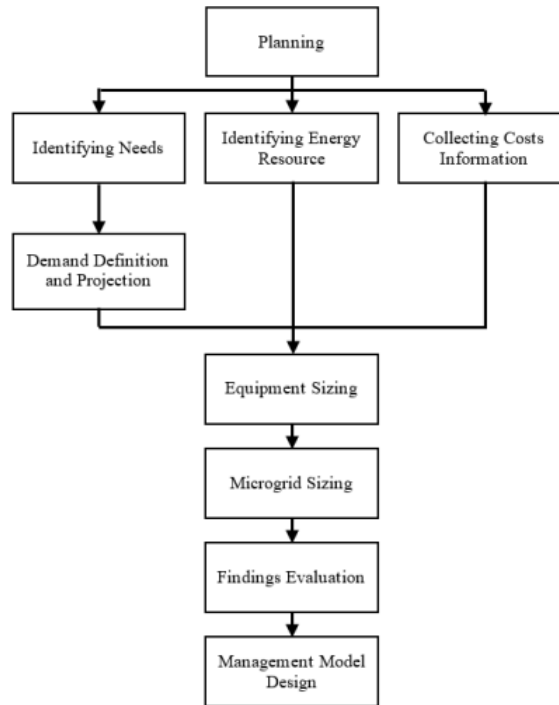 Planning
Identifying Needs
Identifying Energy
Resource
Collecting Costs
Information
Demand Definition
and Projection
Equipment Sizing
Microgrid Sizing
Findings Evaluation
Management Model
Design